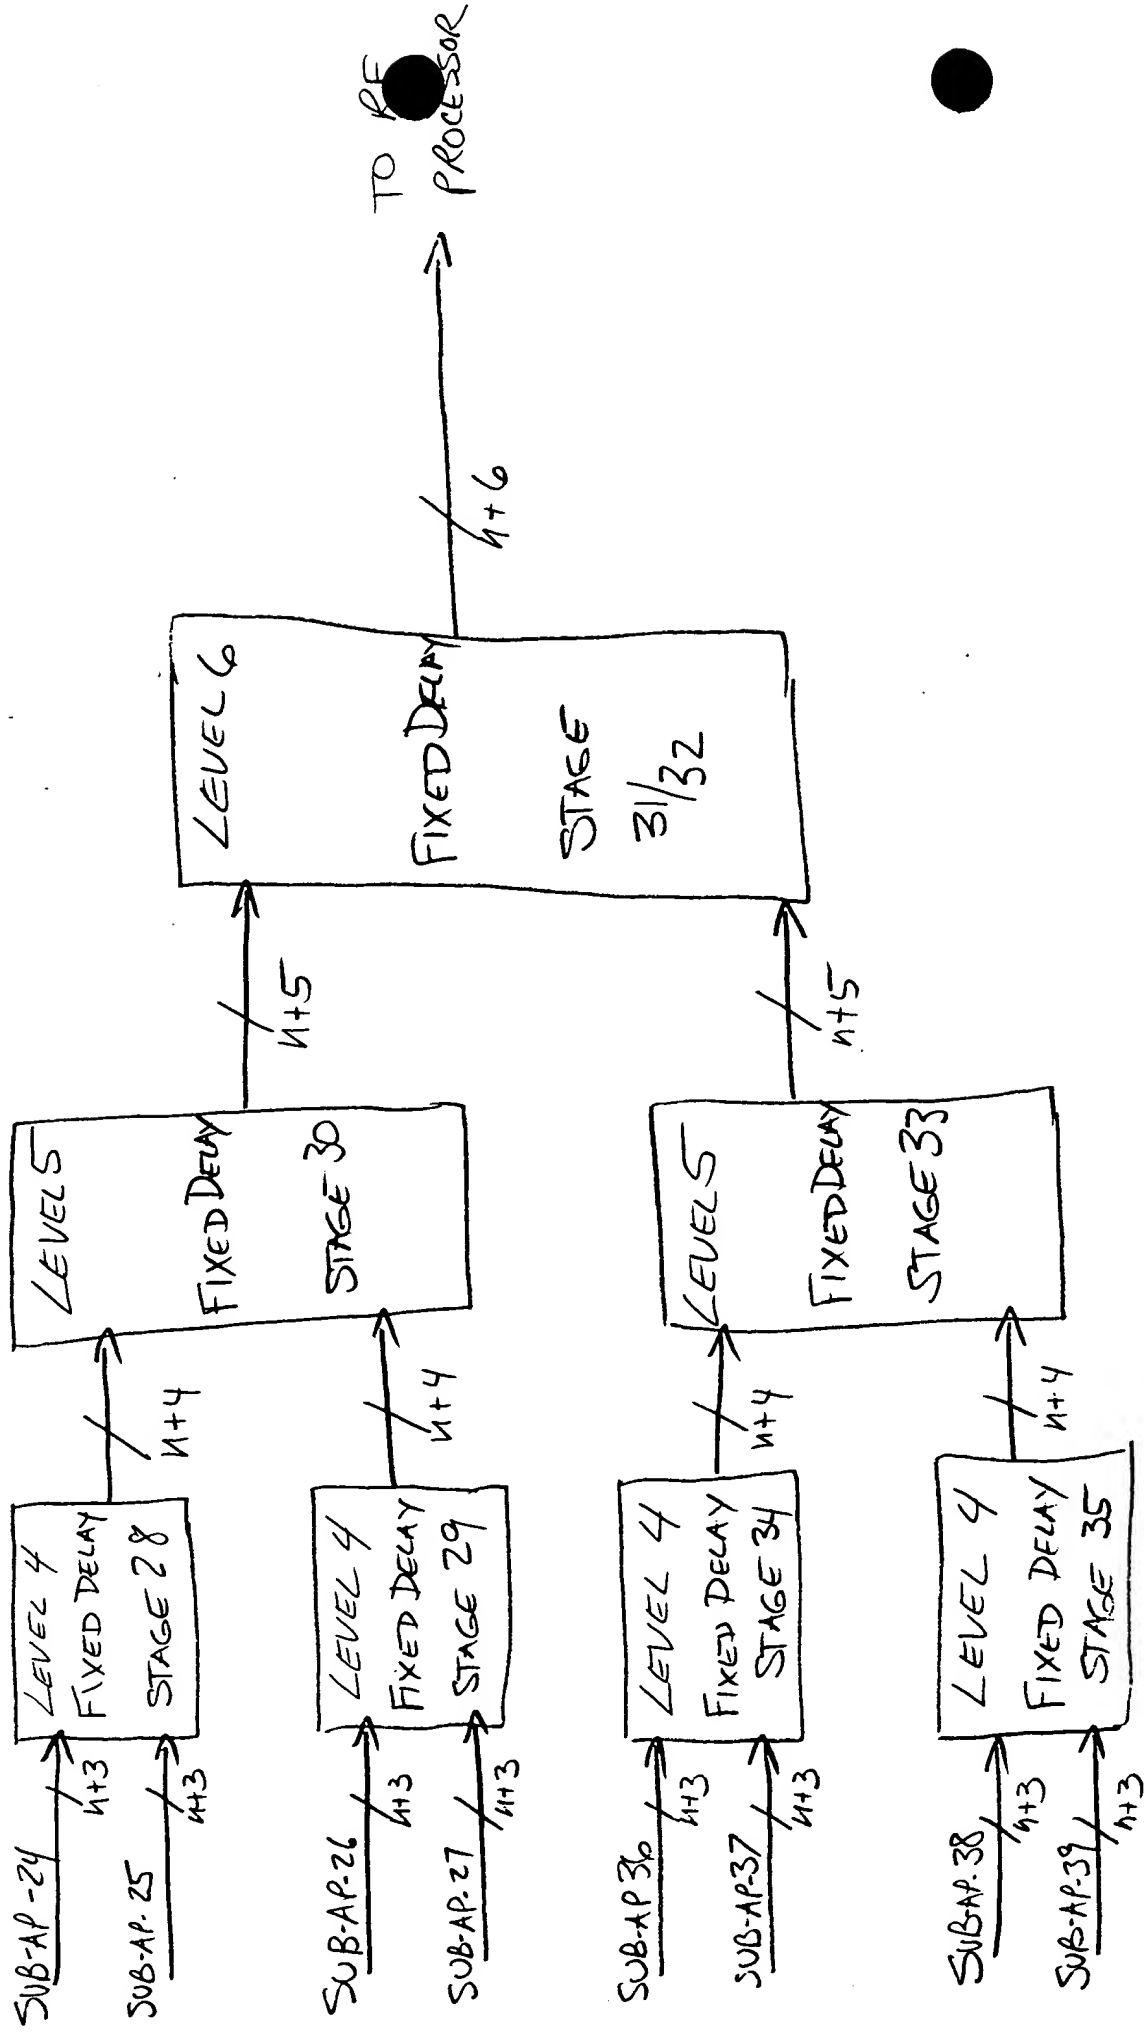 SUB-AP-24
n+3
SUB-AP-25
n+3
LEVEL 4
FIXED DELAY
STAGE 28
n+4
SUB-AP-26
n+3
SUB-AP-27
n+3
LEVEL 4
FIXED DELAY
STAGE 29
n+4
LEVEL 5
FIXED DELAY
STAGE 30
n+5
SUB-AP 36
n+3
SUB-AP-37
n+3
LEVEL 4
FIXED DELAY
STAGE 34
n+4
SUB-AP-38
n+3
SUB-AP-39
n+3
LEVEL 4
FIXED DELAY
STAGE 35
n+4
LEVEL 5
FIXED DELAY
STAGE 33
n+5
LEVEL 6
FIXED DELAY
STAGE
31/32
n+6
TO RF
PROCESSOR